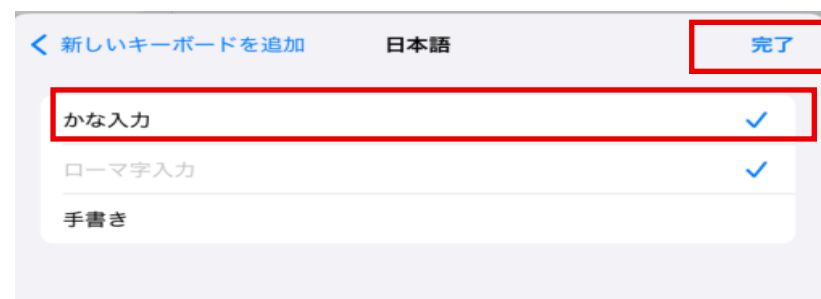 新しいキーボードを追加 日本語 完了
かな入力
ローマ字入力
手書き